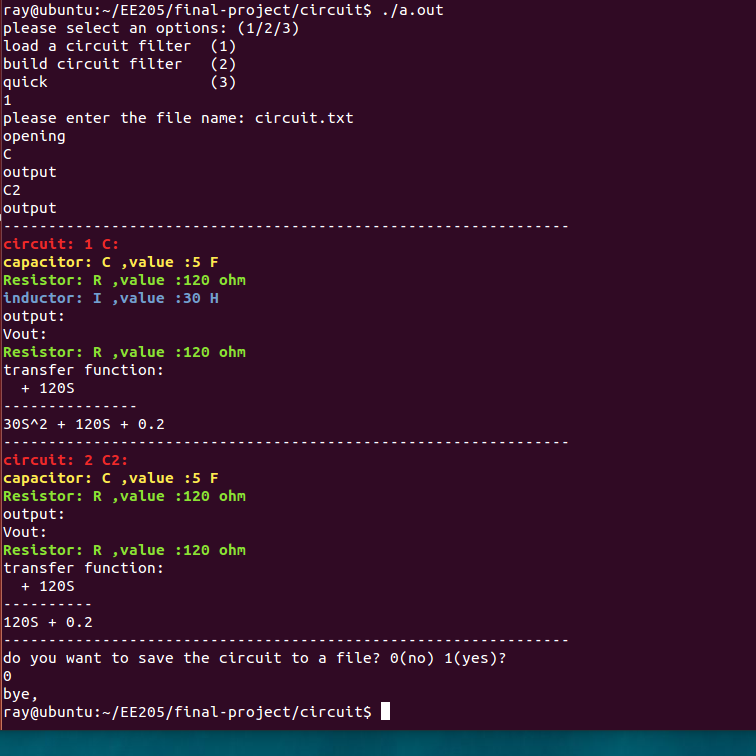 ray@ubuntu:~/EE205/final-project/circuit$ ./a.out
please select an options: (1/2/3)
load a circuit filter  (1)
build circuit filter   (2)
quick                  (3)
1
please enter the file name: circuit.txt
opening
C
output
C2
output
---------------------------------------------------------------
circuit: 1 C:
capacitor: C ,value :5 F
Resistor: R ,value :120 ohm
inductor: I ,value :30 H
output:
Vout:
Resistor: R ,value :120 ohm
transfer function:
  + 120S
---------------
30S^2 + 120S + 0.2
---------------------------------------------------------------
circuit: 2 C2:
capacitor: C ,value :5 F
Resistor: R ,value :120 ohm
output:
Vout:
Resistor: R ,value :120 ohm
transfer function:
  + 120S
----------
120S + 0.2
---------------------------------------------------------------
do you want to save the circuit to a file? 0(no) 1(yes)?
0
bye,
ray@ubuntu:~/EE205/final-project/circuit$